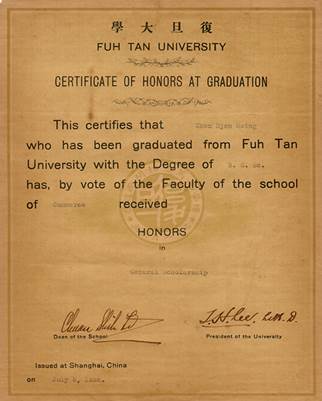 學大旦復
FUH TAN UNIVERSITY
CERTIFICATE OF HONORS AT GRADUATION
This certifies that
who has been graduated from Fuh Tan
University with the Degree of B. C. Sc.
has, by vote of the Faculty of the school
of Commerce received
HONORS
in
General Scholarship
Dean of the School
President of the University
Issued at Shanghai, China
on July